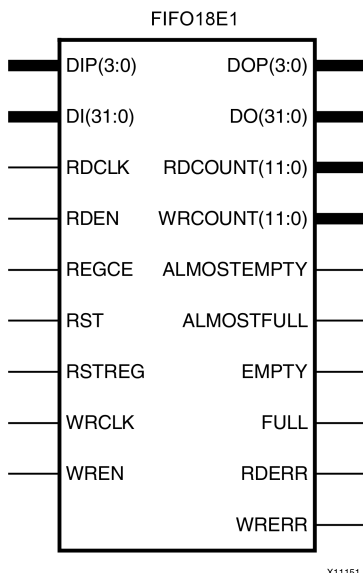 FIFO18E1
DIP(3:0) DOP(3:0)
DI(31:0) DO(31:0)
RDCLK RDCOUNT(11:0)
RDEN WRCOUNT(11:0)
REGCE ALMOSTEMPTY
RST ALMOSTFULL
RSTREG EMPTY
WRCLK FULL
WREN RDERR
WRERR
X11151